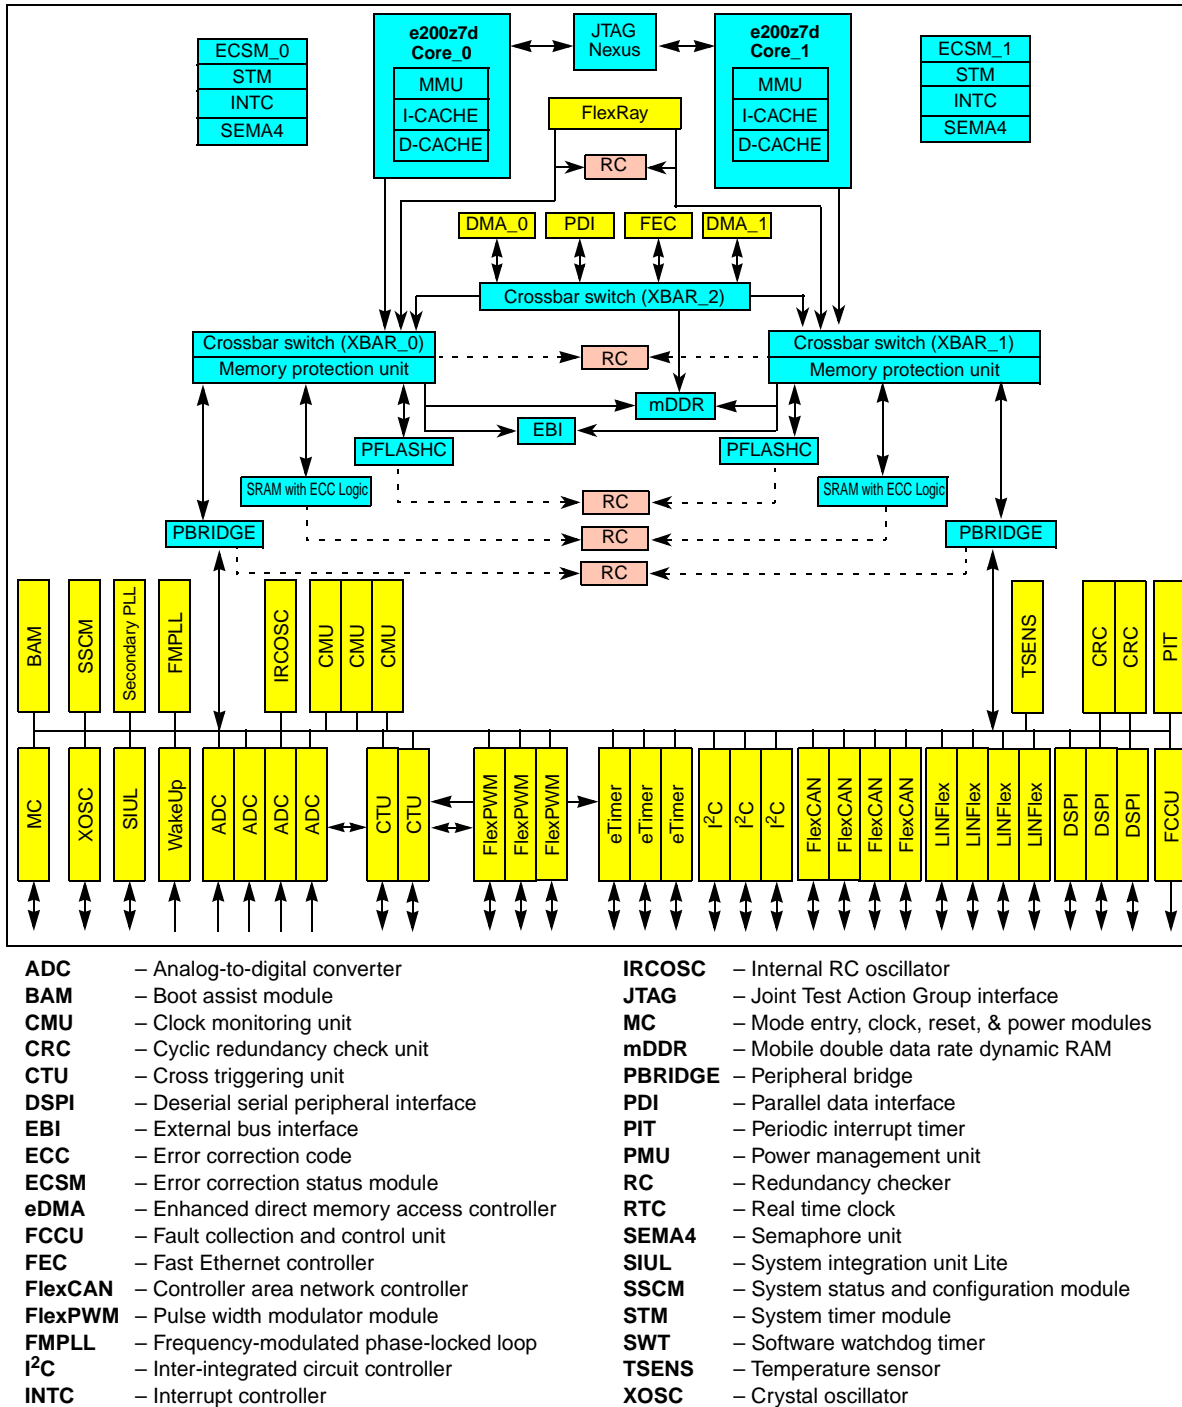 e200z7d
Core_0
MMU
I-CACHE
D-CACHE
JTAG
Nexus
e200z7d
Core_1
MMU
I-CACHE
D-CACHE
ECSM_0
STM
INTC
SEMA4
ECSM_1
STM
INTC
SEMA4
FlexRay
RC
DMA_0
PDI
FEC
DMA_1
Crossbar switch (XBAR_2)
Crossbar switch (XBAR_0)
Memory protection unit
RC
Crossbar switch (XBAR_1)
Memory protection unit
mDDR
EBI
PFLASHC
PFLASHC
SRAM with ECC Logic
RC
SRAM with ECC Logic
PBRIDGE
RC
PBRIDGE
RC
BAM
SSCM
Secondary PLL
FMPLL
IRCOSC
CMU
CMU
CMU
TSENS
CRC
CRC
PIT
MC
XOSC
SIUL
WakeUp
ADC
ADC
ADC
ADC
CTU
CTU
FlexPWM
FlexPWM
FlexPWM
eTimer
eTimer
eTimer
I²C
I²C
I²C
FlexCAN
FlexCAN
FlexCAN
FlexCAN
LINFlex
LINFlex
LINFlex
LINFlex
DSPI
DSPI
DSPI
FCCU
ADC – Analog-to-digital converter
BAM – Boot assist module
CMU – Clock monitoring unit
CRC – Cyclic redundancy check unit
CTU – Cross triggering unit
DSPI – Deserial serial peripheral interface
EBI – External bus interface
ECC – Error correction code
ECSM – Error correction status module
eDMA – Enhanced direct memory access controller
FCCU – Fault collection and control unit
FEC – Fast Ethernet controller
FlexCAN – Controller area network controller
FlexPWM – Pulse width modulator module
FMPLL – Frequency-modulated phase-locked loop
I²C – Inter-integrated circuit controller
INTC – Interrupt controller
IRCOSC – Internal RC oscillator
JTAG – Joint Test Action Group interface
MC – Mode entry, clock, reset, & power modules
mDDR – Mobile double data rate dynamic RAM
PBRIDGE – Peripheral bridge
PDI – Parallel data interface
PIT – Periodic interrupt timer
PMU – Power management unit
RC – Redundancy checker
RTC – Real time clock
SEMA4 – Semaphore unit
SIUL – System integration unit Lite
SSCM – System status and configuration module
STM – System timer module
SWT – Software watchdog timer
TSENS – Temperature sensor
XOSC – Crystal oscillator